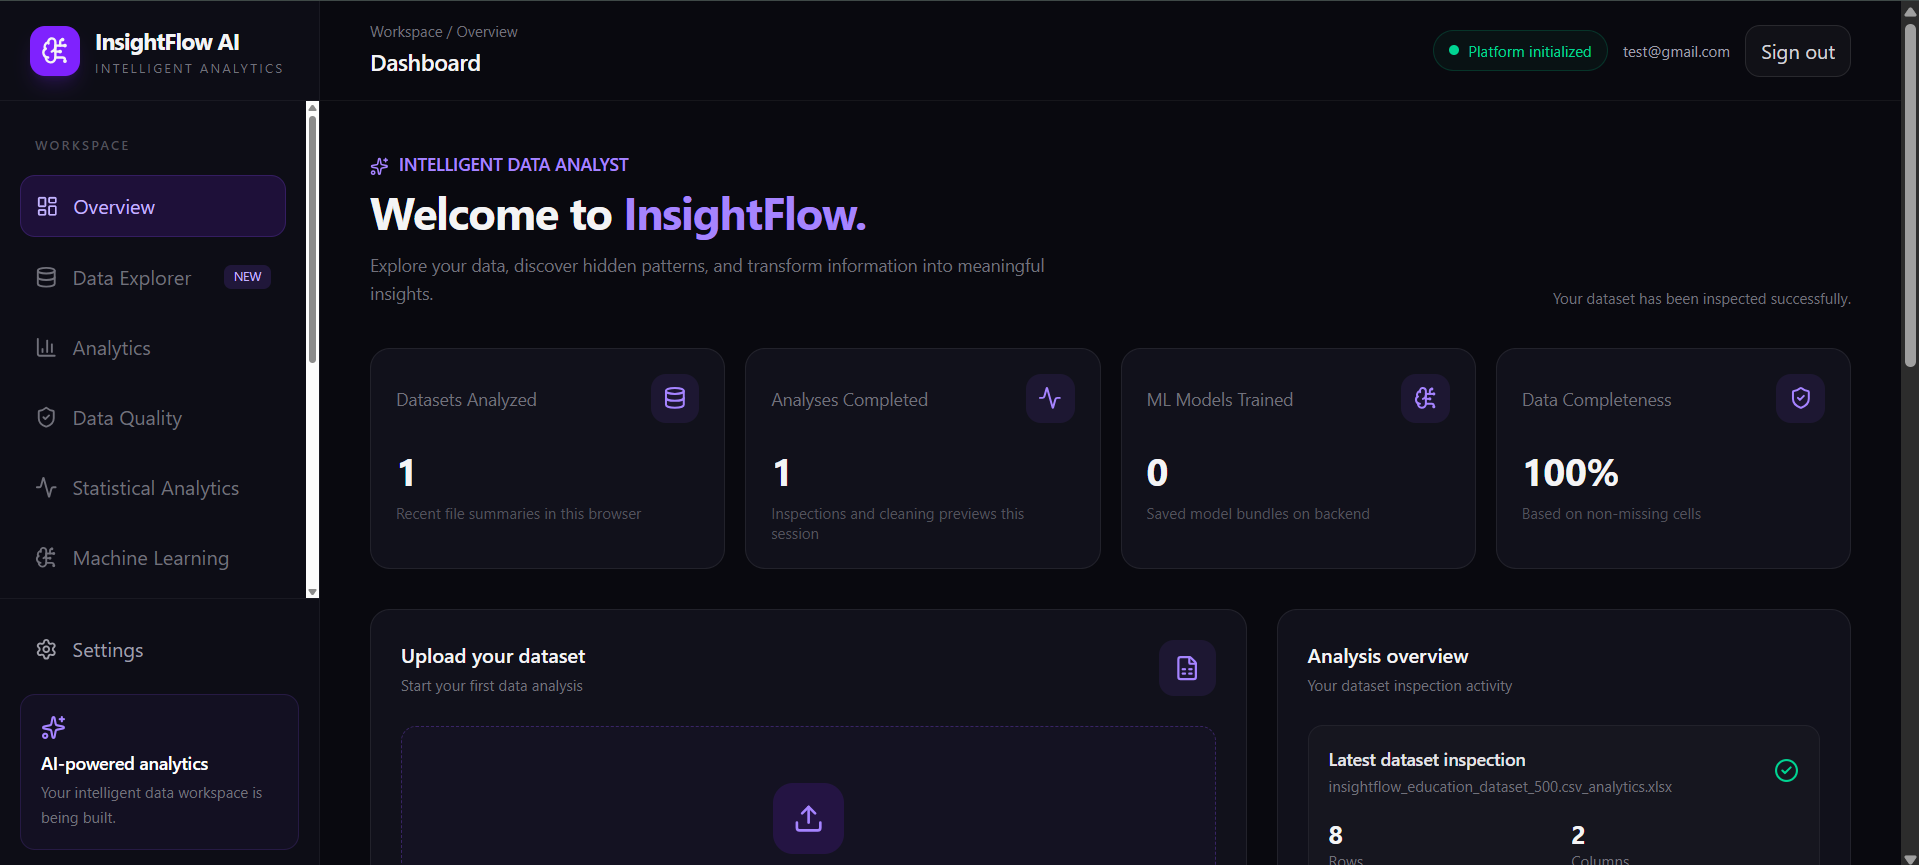 InsightFlow AI
INTELLIGENT ANALYTICS
WORKSPACE
Overview
Data Explorer NEW
Analytics
Data Quality
Statistical Analytics
Machine Learning
Settings
AI-powered analytics
Your intelligent data workspace is
being built.
Workspace / Overview
Dashboard
Platform initialized
test@gmail.com
Sign out
INTELLIGENT DATA ANALYST
Welcome to InsightFlow.
Explore your data, discover hidden patterns, and transform information into meaningful
insights.
Your dataset has been inspected successfully.
Datasets Analyzed
1
Recent file summaries in this browser
Analyses Completed
1
Inspections and cleaning previews this
session
ML Models Trained
0
Saved model bundles on backend
Data Completeness
100%
Based on non-missing cells
Upload your dataset
Start your first data analysis
Analysis overview
Your dataset inspection activity
Latest dataset inspection
insightflow_education_dataset_500.csv_analytics.xlsx
8
Rows
2
Columns